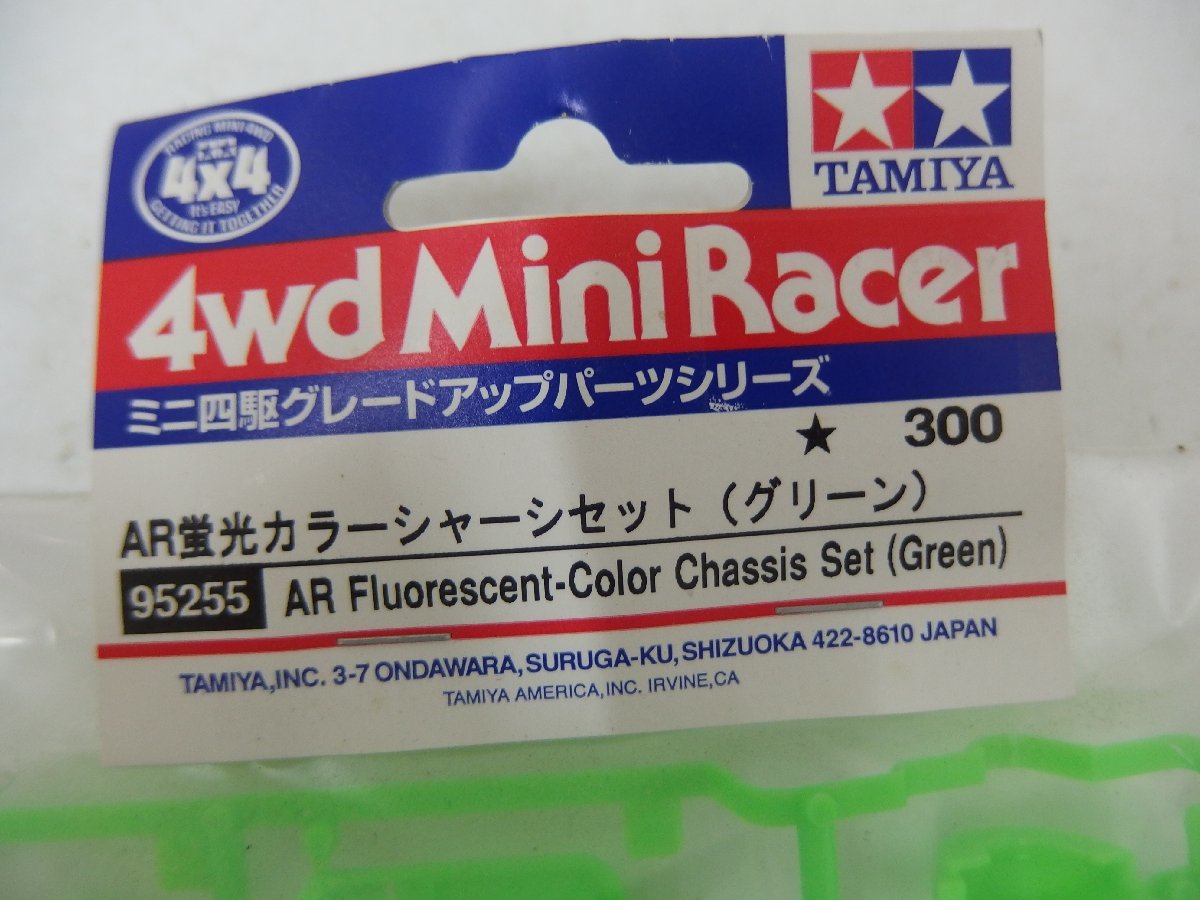 RACING MINI 4WD
4x4
It's EASY
GETTING IT TOGETHER
TAMIYA
4wd Mini Racer
ミニ四駆グレードアップパーツシリーズ
★ 300
AR蛍光カラーシャーシセット（グリーン）
95255 AR Fluorescent-Color Chassis Set (Green)
TAMIYA,INC. 3-7 ONDAWARA, SURUGA-KU, SHIZUOKA 422-8610 JAPAN
TAMIYA AMERICA,INC. IRVINE,CA